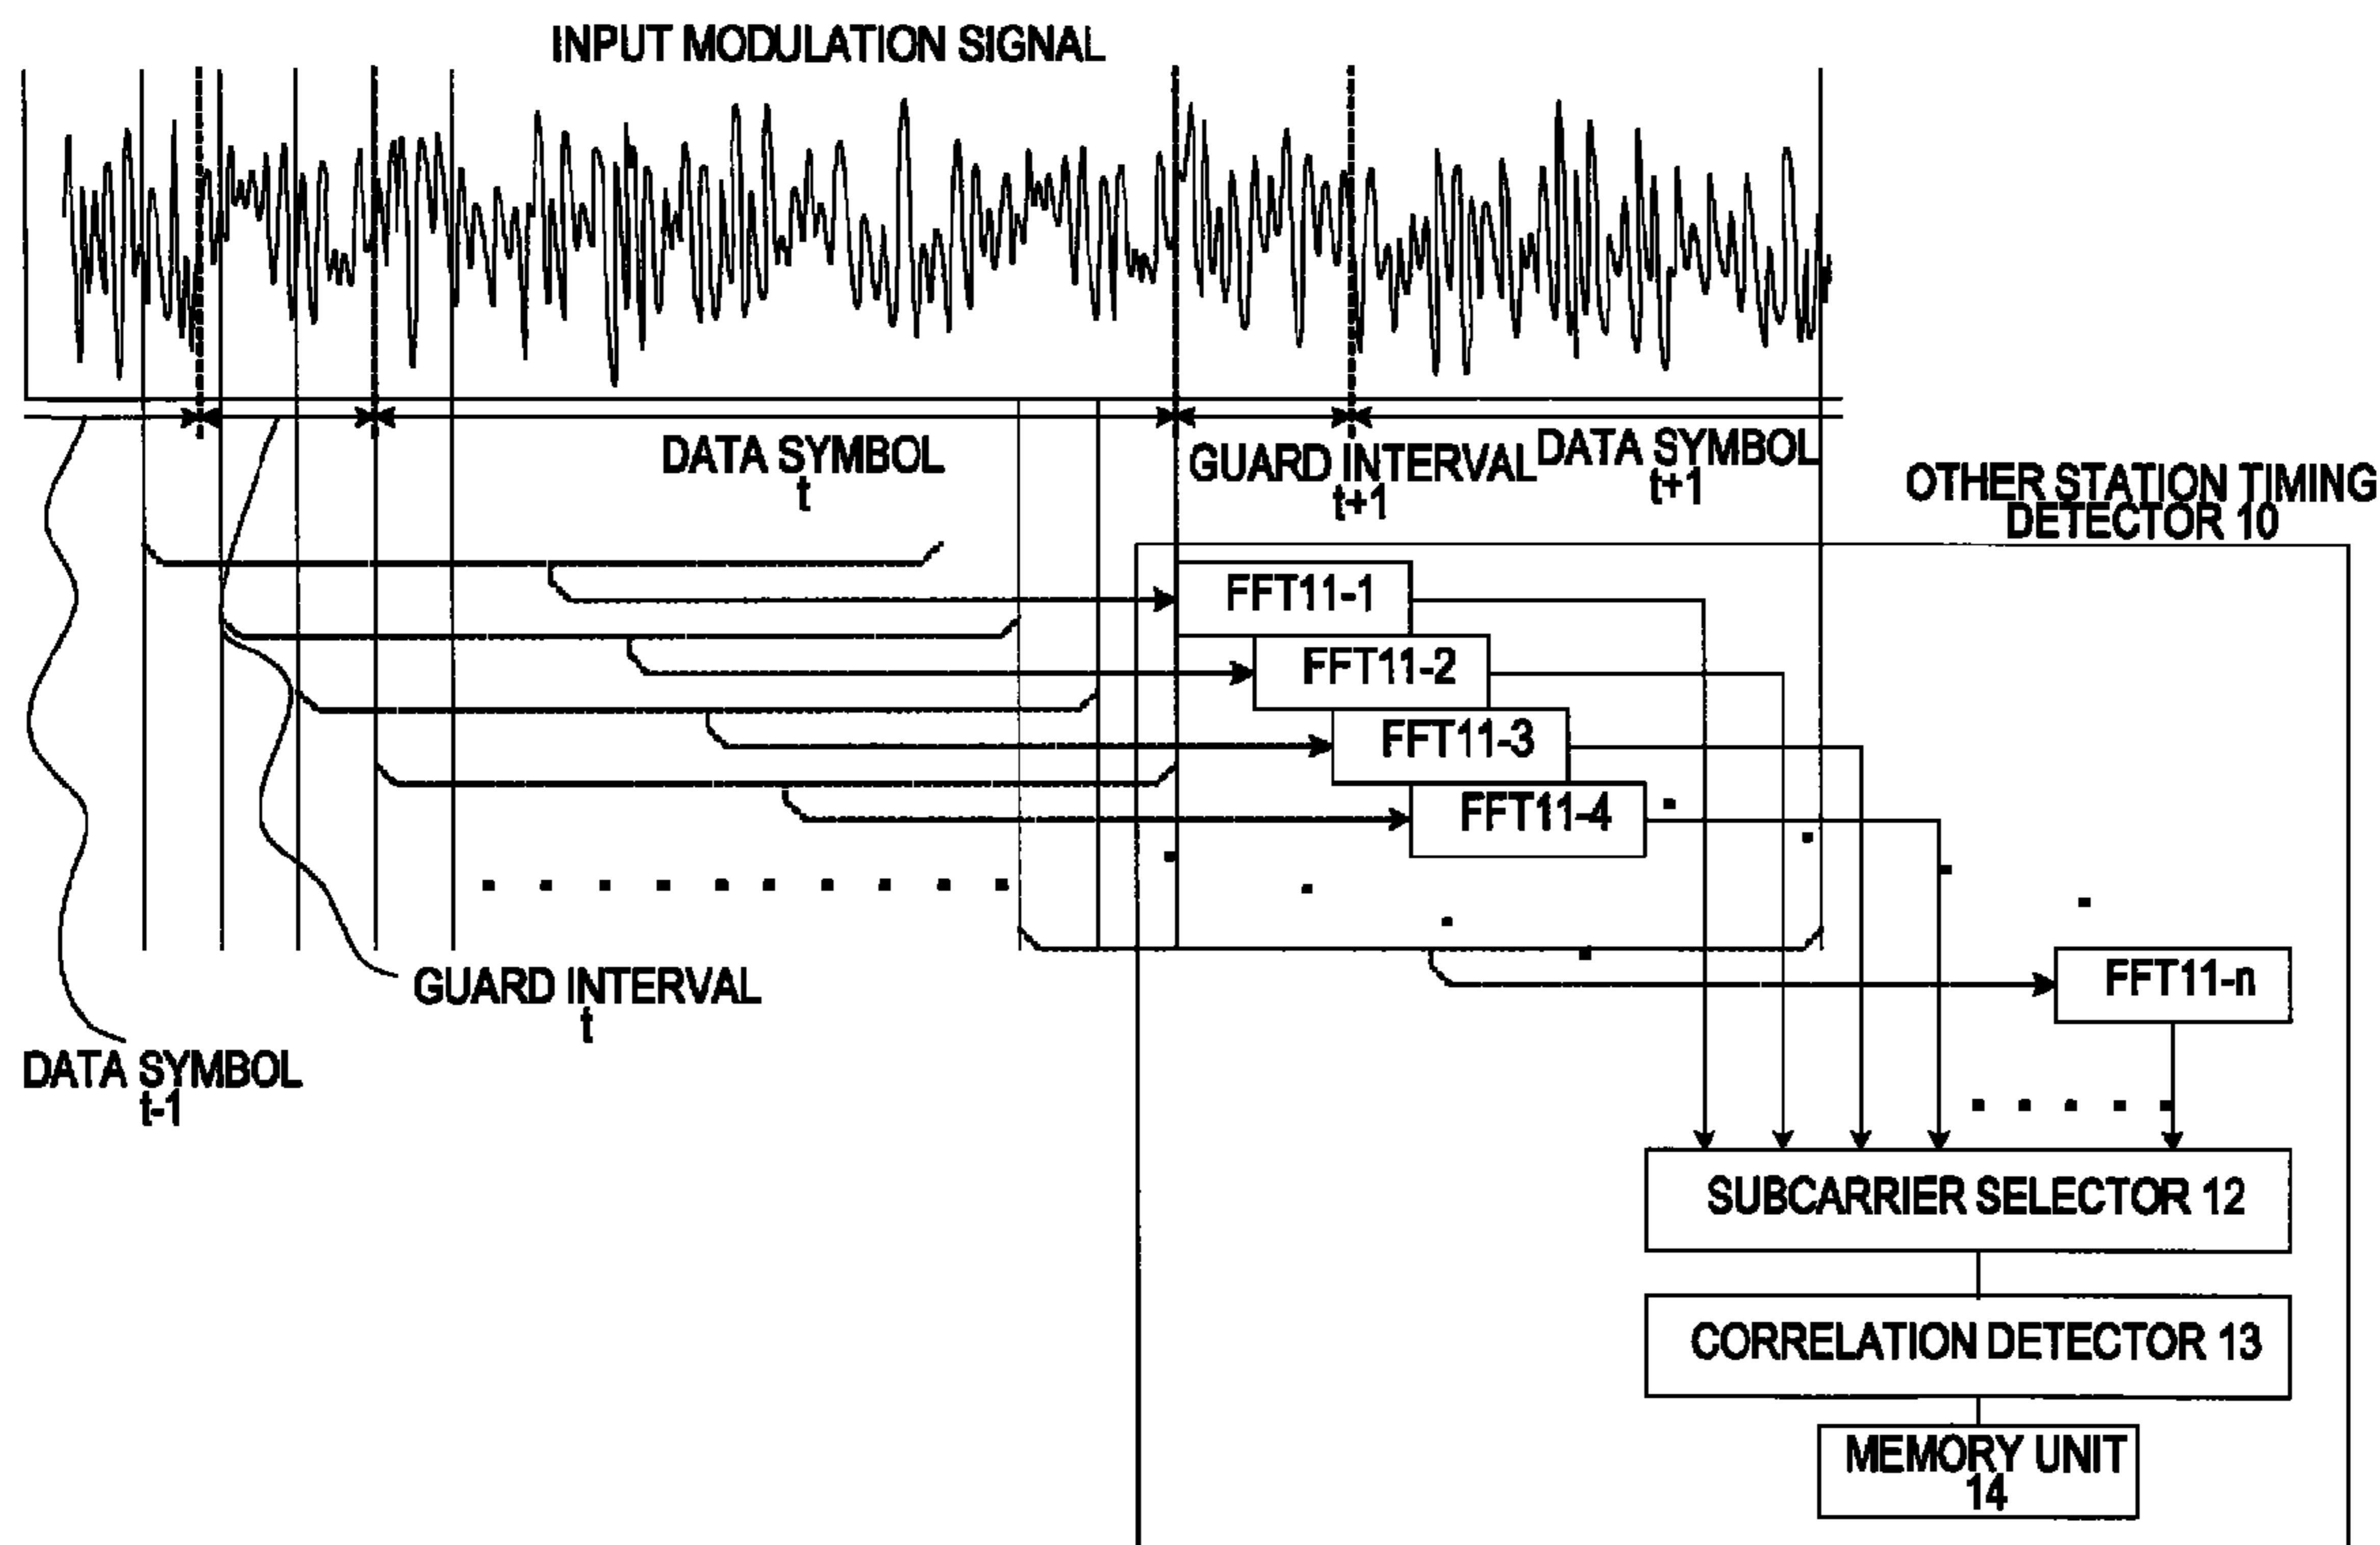 INPUT MODULATION SIGNAL
DATA SYMBOL
t
GUARD INTERVAL
t+1
DATA SYMBOL
t+1
OTHER STATION TIMING
DETECTOR 10
FFT11-1
FFT11-2
FFT11-3
FFT11-4
FFT11-n
GUARD INTERVAL
t
DATA SYMBOL
t-1
SUBCARRIER SELECTOR 12
CORRELATION DETECTOR 13
MEMORY UNIT
14